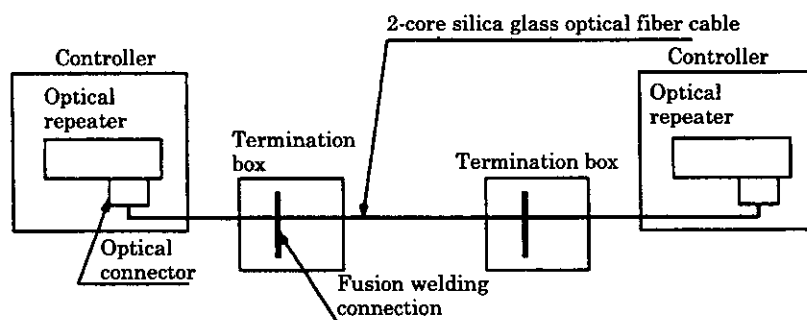 2-core silica glass optical fiber cable
Controller
Optical
repeater
Termination
box
Termination box
Controller
Optical
repeater
Optical
connector
Fusion welding
connection